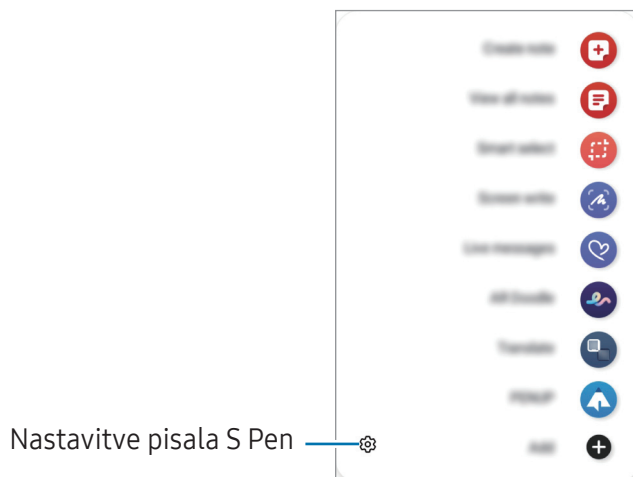 Create note
View all notes
Smart select
Screen write
Live messages
AR Doodle
Translate
PENUP
Nastavitve pisala S Pen
Add